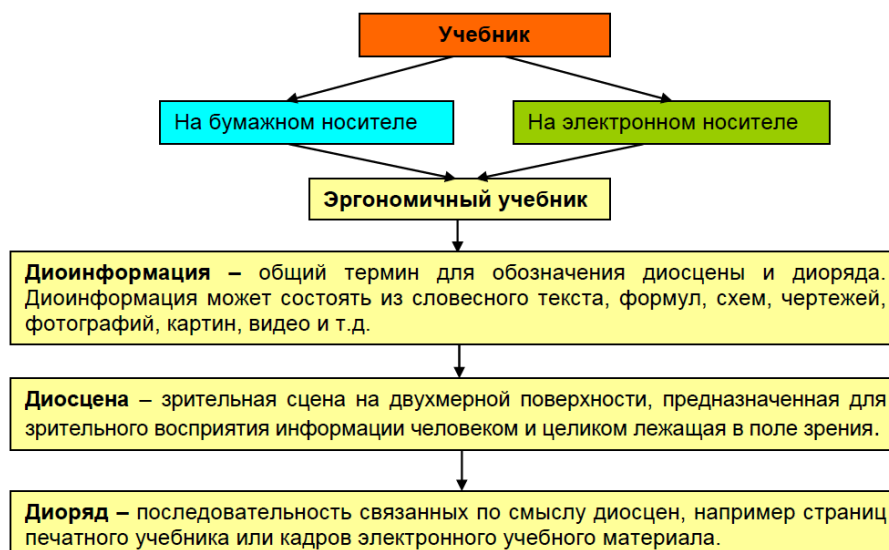 Учебник
На бумажном носителе
На электронном носителе
Эргономичный учебник
Диоинформация – общий термин для обозначения диосцены и диоряда.
Диоинформация может состоять из словесного текста, формул, схем, чертежей,
фотографий, картин, видео и т.д.
Диосцена – зрительная сцена на двухмерной поверхности, предназначенная для
зрительного восприятия информации человеком и целиком лежащая в поле зрения.
Диоряд – последовательность связанных по смыслу диосцен, например страниц
печатного учебника или кадров электронного учебного материала.